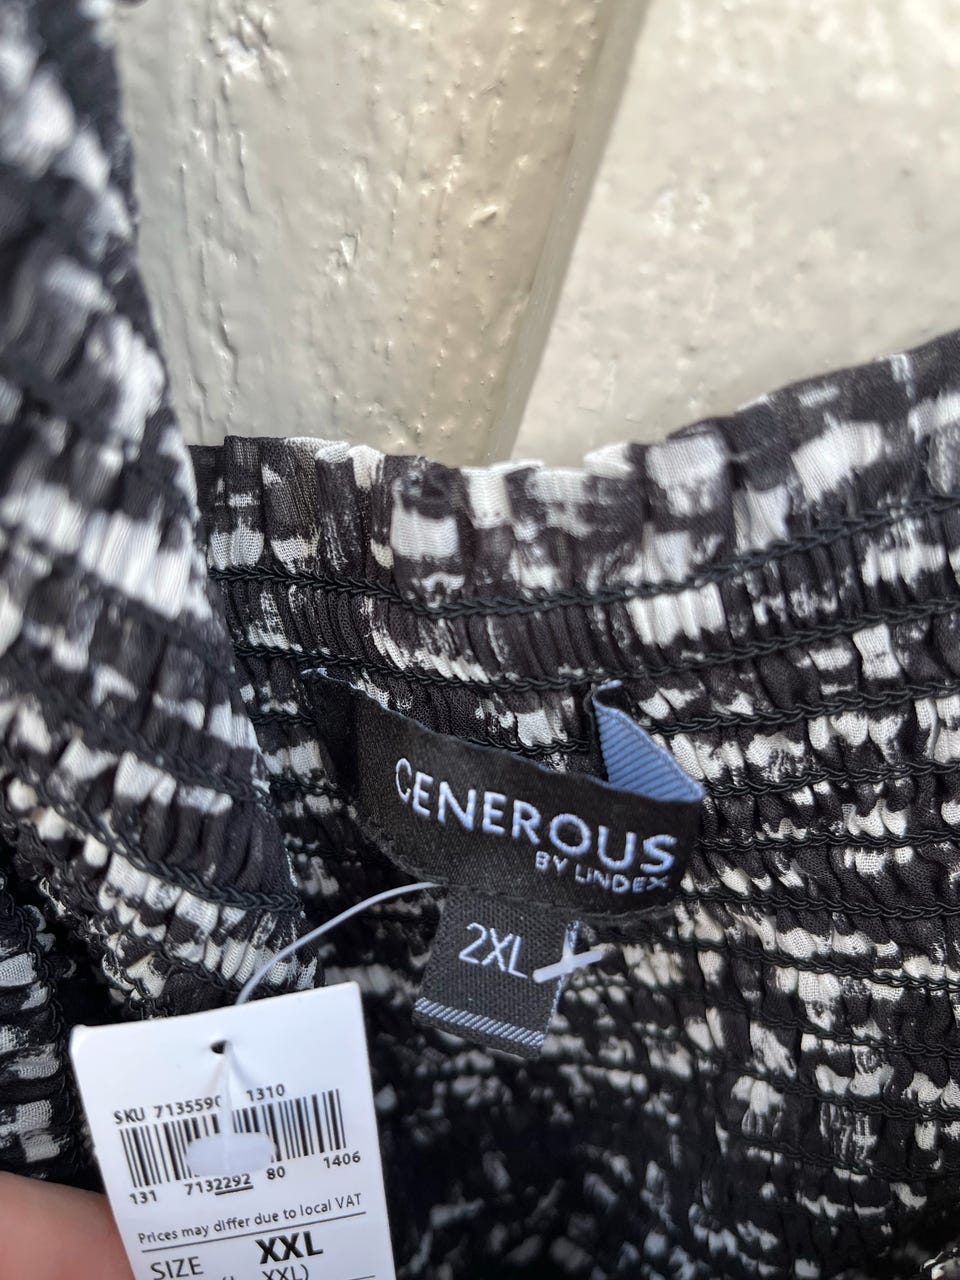 GENEROUS
BY LINDEX
2XL
SKU 7135590 1310
131 7132292 80 1406
Prices may differ due to local VAT
SIZE XXL
XXL)